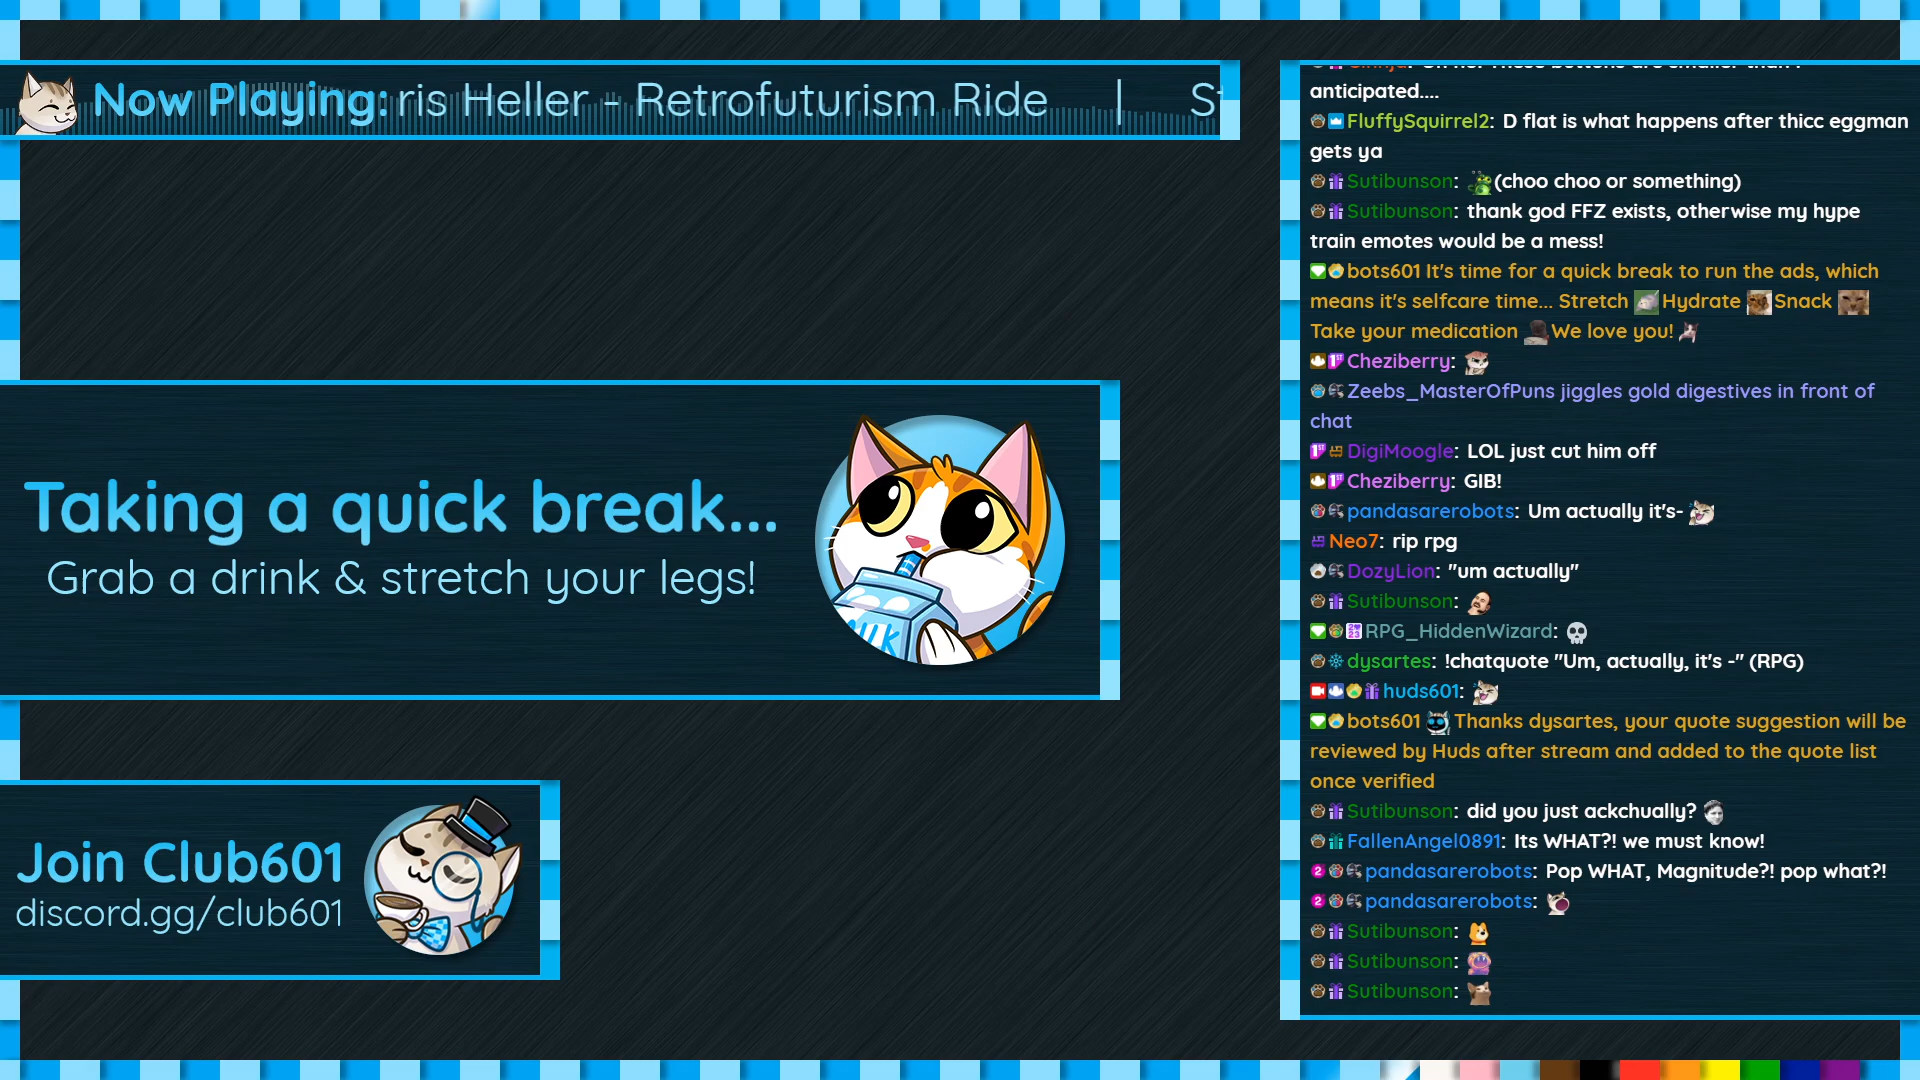 Now Playing: ris Heller - Retrofuturism Ride | S
anticipated....
FluffySquirrel2: D flat is what happens after thicc eggman
gets ya
Sutibunson: (choo choo or something)
Sutibunson: thank god FFZ exists, otherwise my hype
train emotes would be a mess!
bots601 It's time for a quick break to run the ads, which
means it's selfcare time... Stretch Hydrate Snack
Take your medication We love you!
Cheziberry:
Zeebs_MasterOfPuns jiggles gold digestives in front of
chat
DigiMoogle: LOL just cut him off
Cheziberry: GIB!
pandasarerobots: Um actually it's-
Neo7: rip rpg
DozyLion: "um actually"
Sutibunson:
RPG_HiddenWizard:
dysartes: !chatquote "Um, actually, it's -" (RPG)
huds601:
bots601 Thanks dysartes, your quote suggestion will be
reviewed by Huds after stream and added to the quote list
once verified
Sutibunson: did you just ackchually?
FallenAngel0891: Its WHAT?! we must know!
pandasarerobots: Pop WHAT, Magnitude?! pop what?!
pandasarerobots:
Sutibunson:
Sutibunson:
Sutibunson:
Taking a quick break...
Grab a drink & stretch your legs!
Join Club601
discord.gg/club601